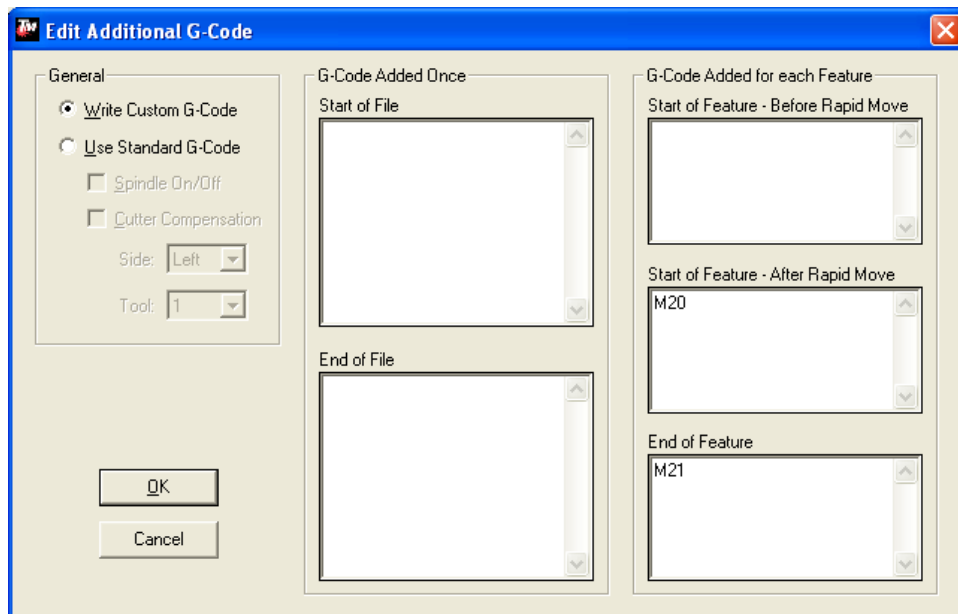 Edit Additional G-Code
General
Write Custom G-Code
Use Standard G-Code
Spindle On/Off
Cutter Compensation
Side: Left
Tool: 1
OK
Cancel
G-Code Added Once
Start of File
End of File
G-Code Added for each Feature
Start of Feature - Before Rapid Move
Start of Feature - After Rapid Move
M20
End of Feature
M21